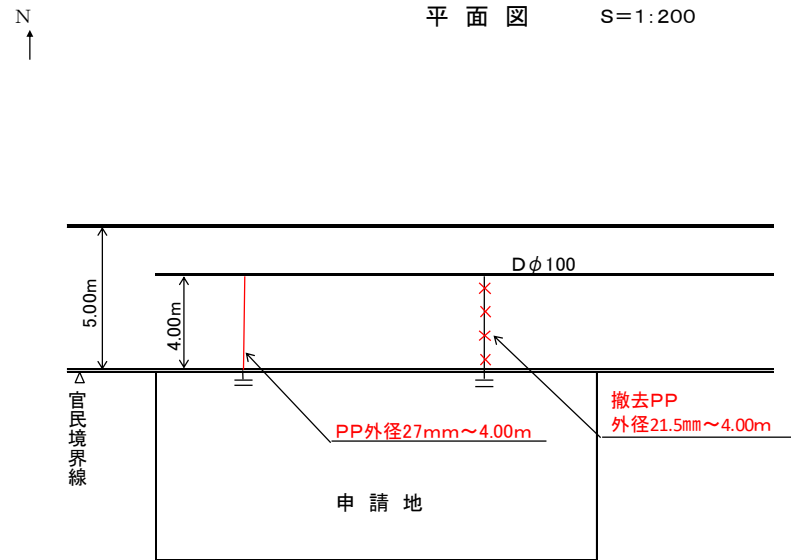 N
平面図 S=1:200
Dφ100
5.00m
4.00m
官民境界線
PP外径27mm～4.00m
撤去PP
外径21.5㎜～4.00m
申請地